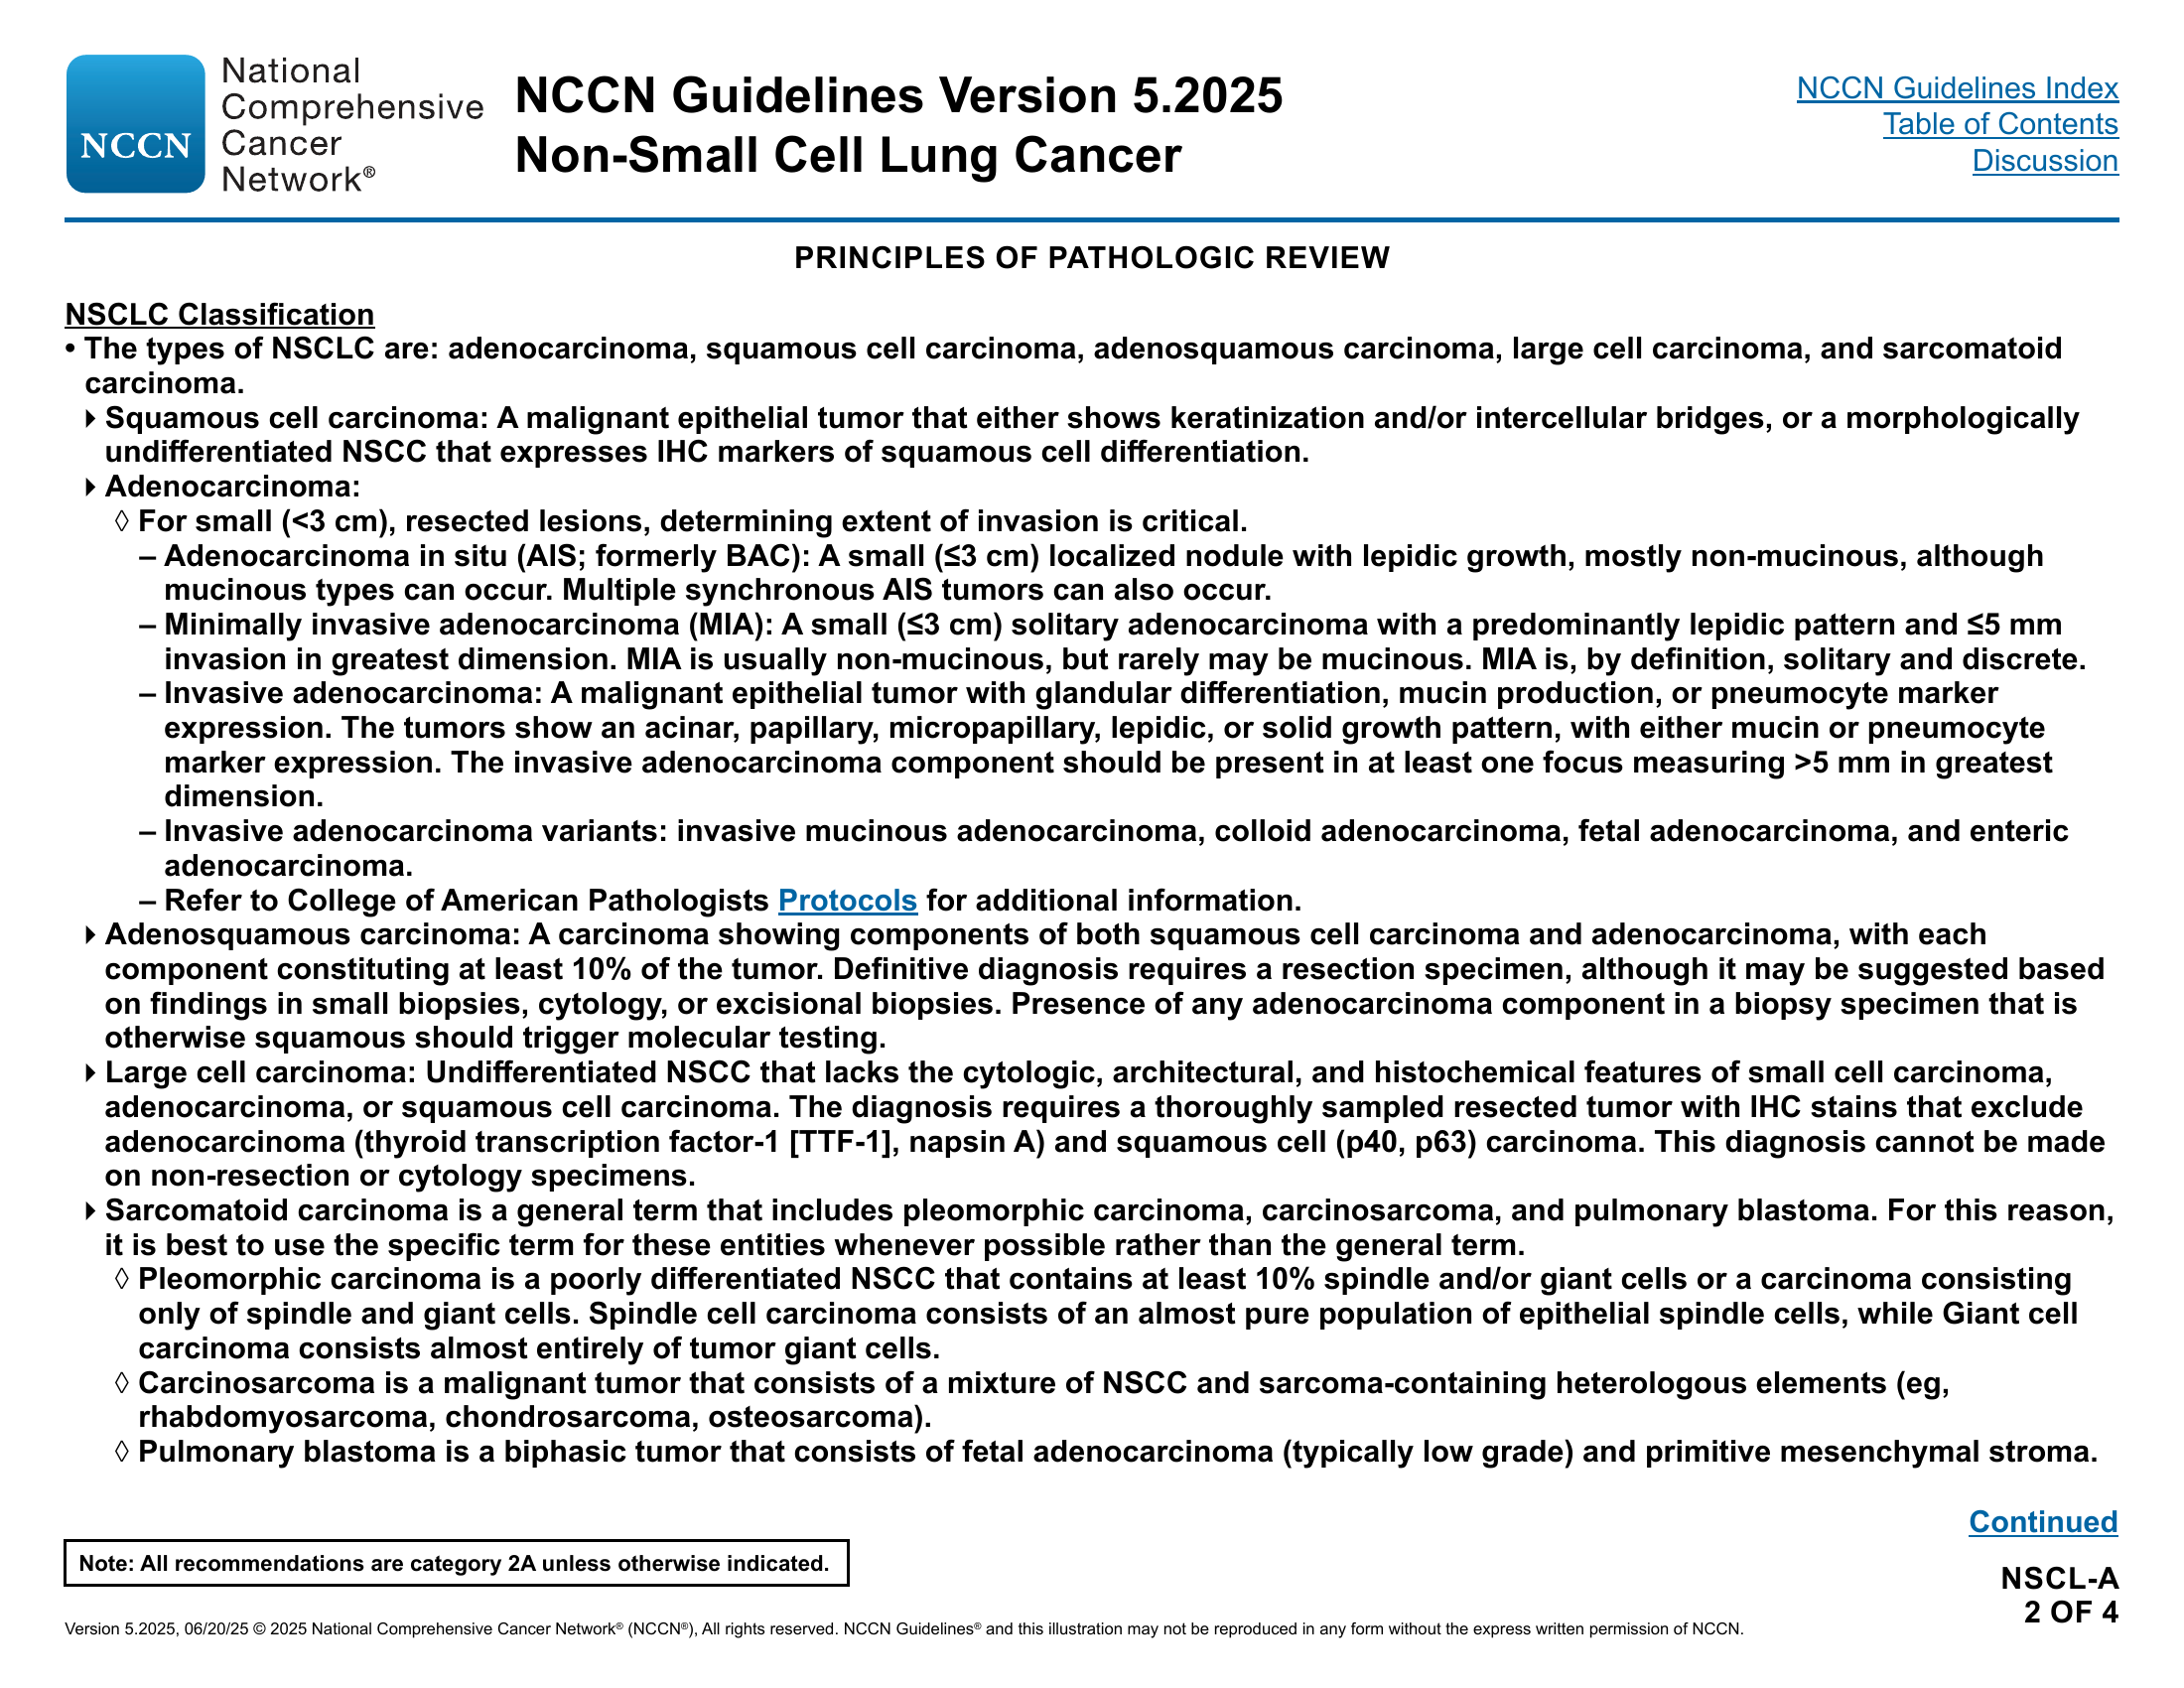 NCCN
National
Comprehensive
Cancer
Network®
NCCN Guidelines Version 5.2025
Non-Small Cell Lung Cancer
NCCN Guidelines Index
Table of Contents
Discussion
PRINCIPLES OF PATHOLOGIC REVIEW
NSCLC Classification
• The types of NSCLC are: adenocarcinoma, squamous cell carcinoma, adenosquamous carcinoma, large cell carcinoma, and sarcomatoid
carcinoma.
▸ Squamous cell carcinoma: A malignant epithelial tumor that either shows keratinization and/or intercellular bridges, or a morphologically
undifferentiated NSCC that expresses IHC markers of squamous cell differentiation.
▸ Adenocarcinoma:
◊ For small (<3 cm), resected lesions, determining extent of invasion is critical.
– Adenocarcinoma in situ (AIS; formerly BAC): A small (≤3 cm) localized nodule with lepidic growth, mostly non-mucinous, although
mucinous types can occur. Multiple synchronous AIS tumors can also occur.
– Minimally invasive adenocarcinoma (MIA): A small (≤3 cm) solitary adenocarcinoma with a predominantly lepidic pattern and ≤5 mm
invasion in greatest dimension. MIA is usually non-mucinous, but rarely may be mucinous. MIA is, by definition, solitary and discrete.
– Invasive adenocarcinoma: A malignant epithelial tumor with glandular differentiation, mucin production, or pneumocyte marker
expression. The tumors show an acinar, papillary, micropapillary, lepidic, or solid growth pattern, with either mucin or pneumocyte
marker expression. The invasive adenocarcinoma component should be present in at least one focus measuring >5 mm in greatest
dimension.
– Invasive adenocarcinoma variants: invasive mucinous adenocarcinoma, colloid adenocarcinoma, fetal adenocarcinoma, and enteric
adenocarcinoma.
– Refer to College of American Pathologists Protocols for additional information.
▸ Adenosquamous carcinoma: A carcinoma showing components of both squamous cell carcinoma and adenocarcinoma, with each
component constituting at least 10% of the tumor. Definitive diagnosis requires a resection specimen, although it may be suggested based
on findings in small biopsies, cytology, or excisional biopsies. Presence of any adenocarcinoma component in a biopsy specimen that is
otherwise squamous should trigger molecular testing.
▸ Large cell carcinoma: Undifferentiated NSCC that lacks the cytologic, architectural, and histochemical features of small cell carcinoma,
adenocarcinoma, or squamous cell carcinoma. The diagnosis requires a thoroughly sampled resected tumor with IHC stains that exclude
adenocarcinoma (thyroid transcription factor-1 [TTF-1], napsin A) and squamous cell (p40, p63) carcinoma. This diagnosis cannot be made
on non-resection or cytology specimens.
▸ Sarcomatoid carcinoma is a general term that includes pleomorphic carcinoma, carcinosarcoma, and pulmonary blastoma. For this reason,
it is best to use the specific term for these entities whenever possible rather than the general term.
◊ Pleomorphic carcinoma is a poorly differentiated NSCC that contains at least 10% spindle and/or giant cells or a carcinoma consisting
only of spindle and giant cells. Spindle cell carcinoma consists of an almost pure population of epithelial spindle cells, while Giant cell
carcinoma consists almost entirely of tumor giant cells.
◊ Carcinosarcoma is a malignant tumor that consists of a mixture of NSCC and sarcoma-containing heterologous elements (eg,
rhabdomyosarcoma, chondrosarcoma, osteosarcoma).
◊ Pulmonary blastoma is a biphasic tumor that consists of fetal adenocarcinoma (typically low grade) and primitive mesenchymal stroma.
Continued
Note: All recommendations are category 2A unless otherwise indicated.
NSCL-A
2 OF 4
Version 5.2025, 06/20/25 © 2025 National Comprehensive Cancer Network® (NCCN®), All rights reserved. NCCN Guidelines® and this illustration may not be reproduced in any form without the express written permission of NCCN.